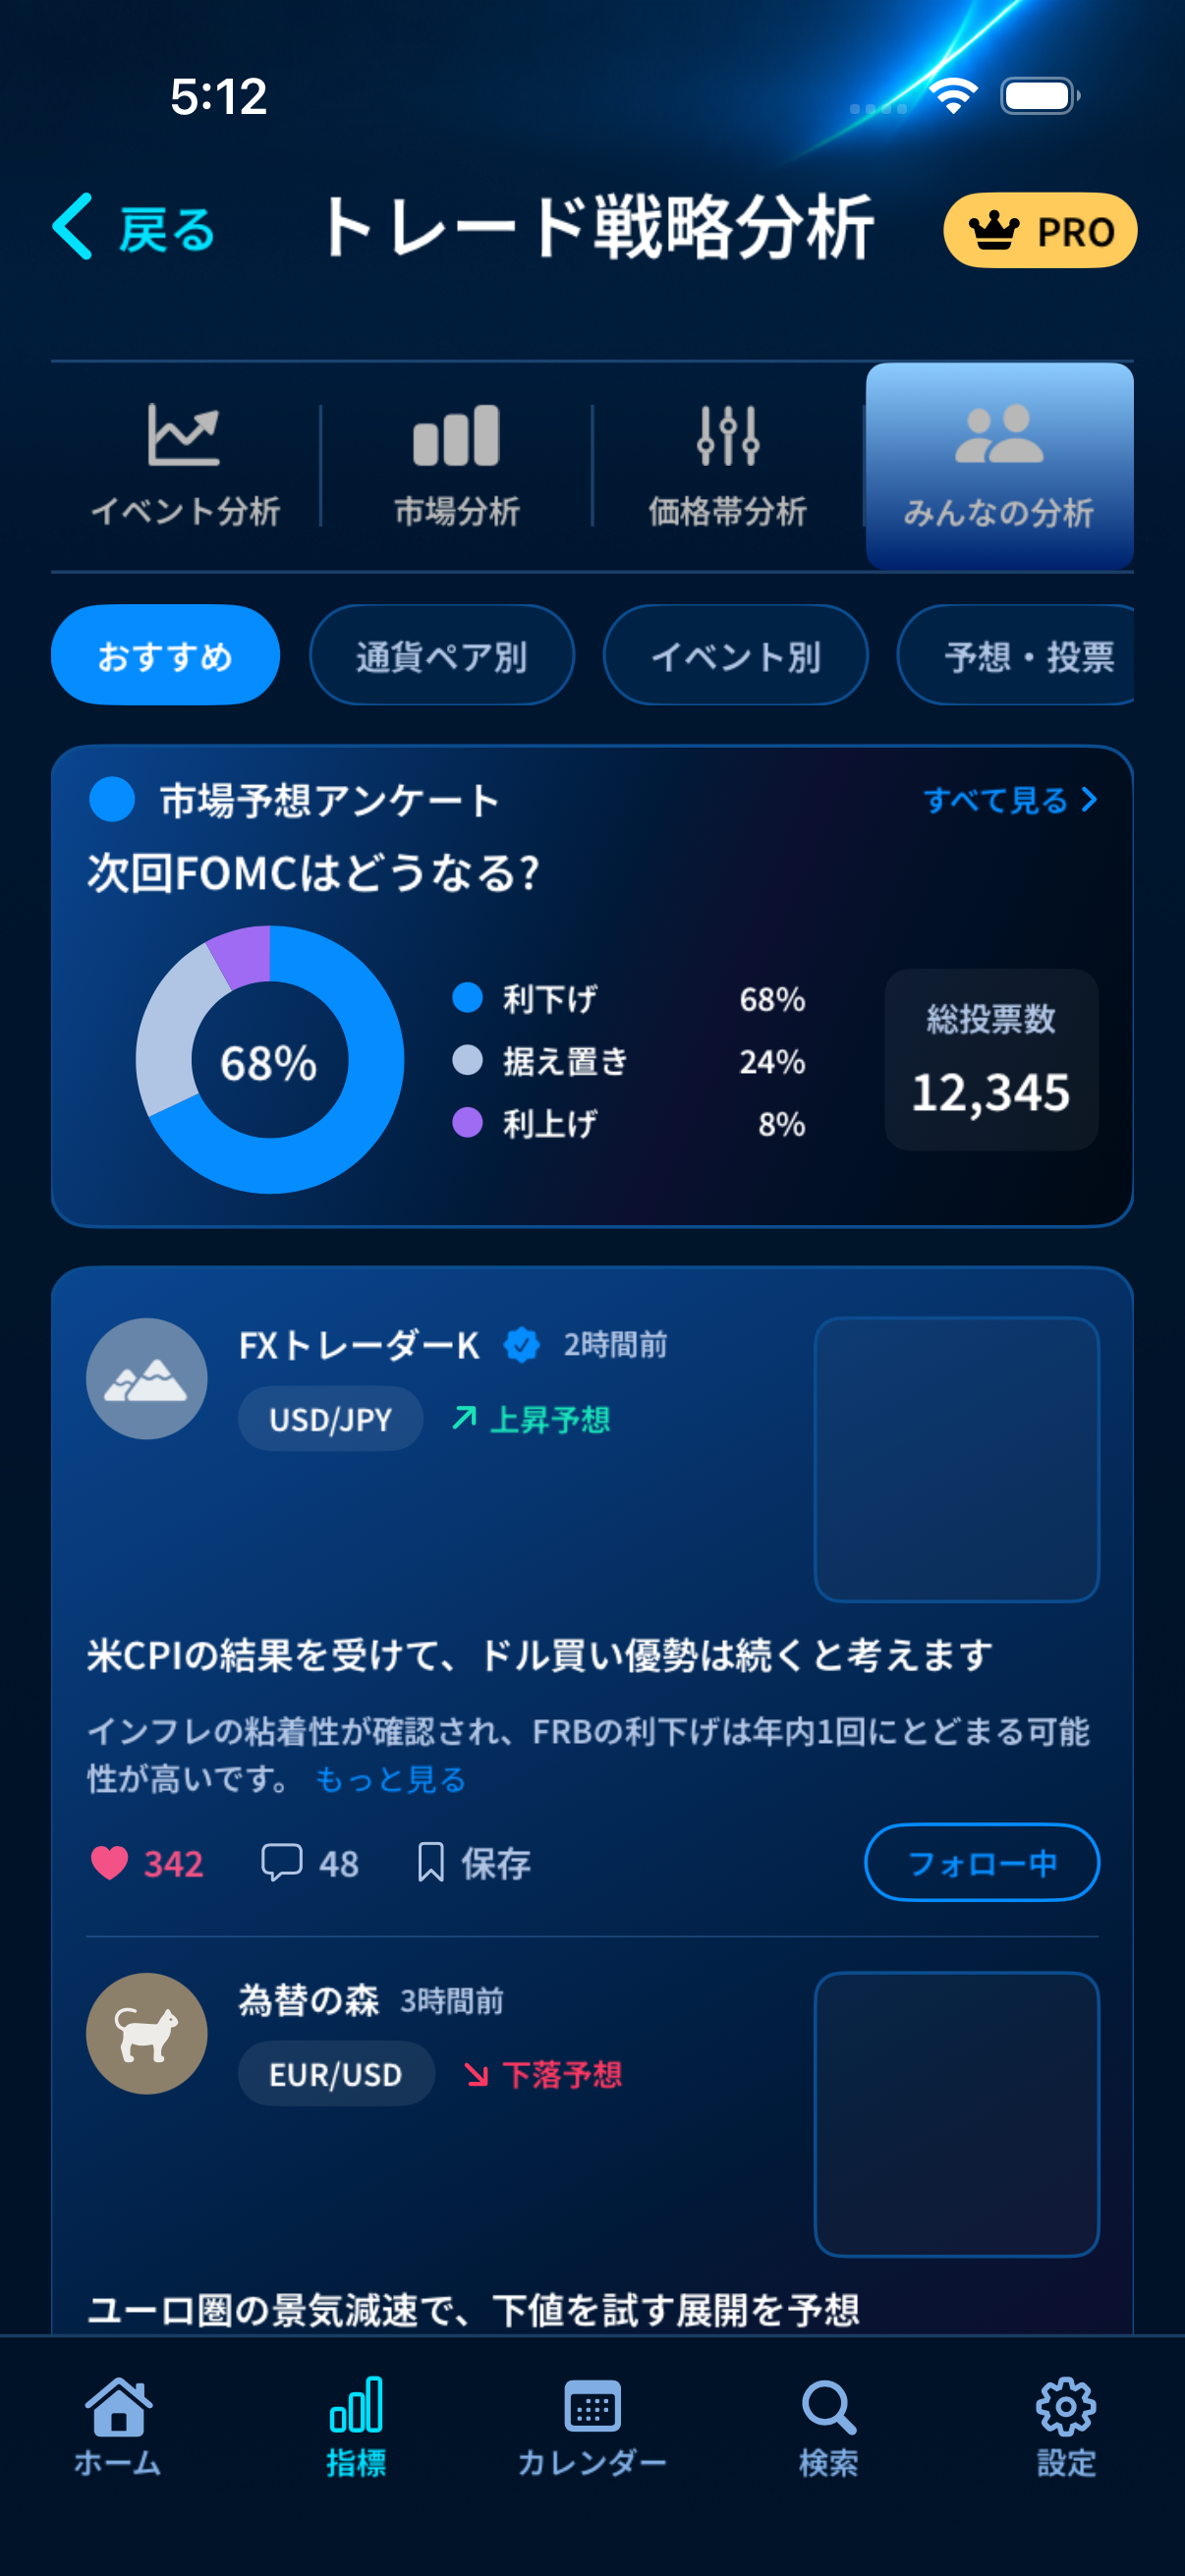 5:12
戻る
トレード戦略分析
PRO
イベント分析
市場分析
価格帯分析
みんなの分析
おすすめ
通貨ペア別
イベント別
予想・投票
市場予想アンケート
すべて見る
次回FOMCはどうなる?
68%
利下げ 68%
据え置き 24%
利上げ 8%
総投票数
12,345
FXトレーダーK 2時間前
USD/JPY 上昇予想
米CPIの結果を受けて、ドル買い優勢は続くと考えます
インフレの粘着性が確認され、FRBの利下げは年内1回にとどまる可能
性が高いです。 もっと見る
342 48 保存 フォロー中
為替の森 3時間前
EUR/USD 下落予想
ユーロ圏の景気減速で、下値を試す展開を予想
ホーム
指標
カレンダー
検索
設定